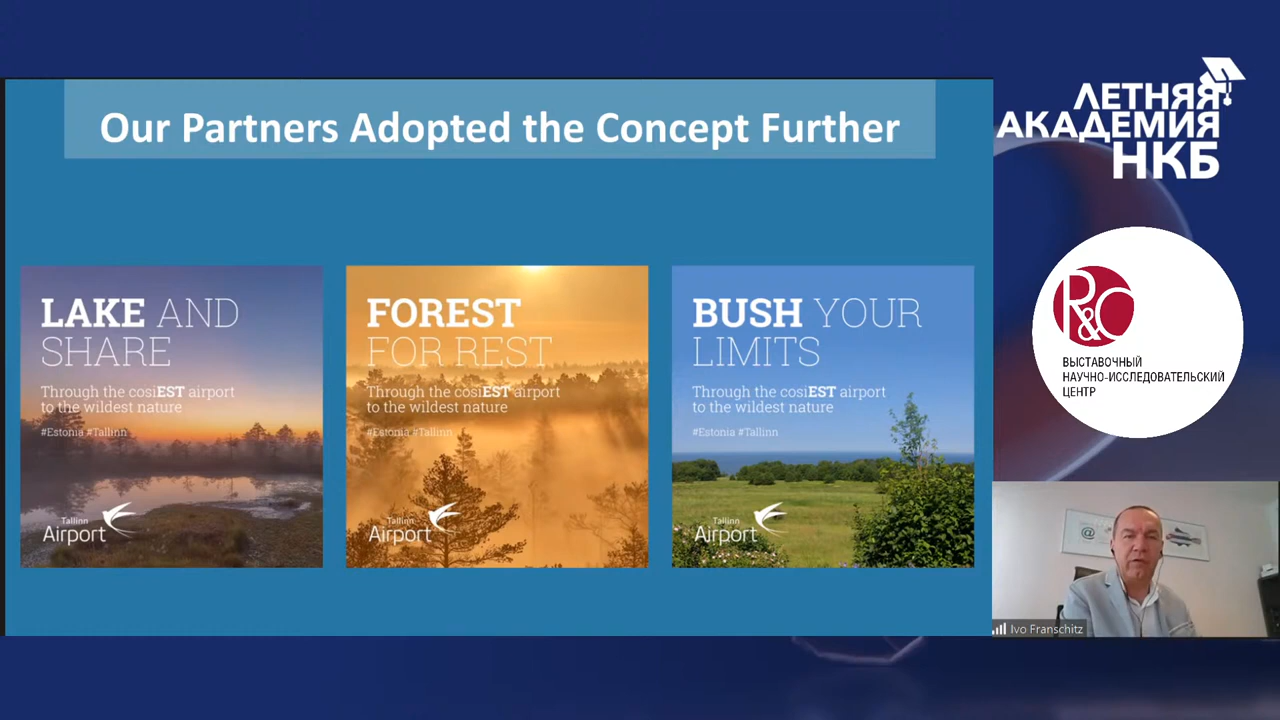 Our Partners Adopted the Concept Further
LAKE AND
SHARE
Through the cosiEST airport
to the wildest nature
#Estonia #Tallinn
Tallinn
Airport
FOREST
FOR REST
Through the cosiEST airport
to the wildest nature
#Estonia #Tallinn
Tallinn
Airport
BUSH YOUR
LIMITS
Through the cosiEST airport
to the wildest nature
#Estonia #Tallinn
Tallinn
Airport
ЛЕТНЯЯ
АКАДЕМИЯ
НКБ
R&C
ВЫСТАВОЧНЫЙ
НАУЧНО-ИССЛЕДОВАТЕЛЬСКИЙ
ЦЕНТР
@
Ivo Franschitz